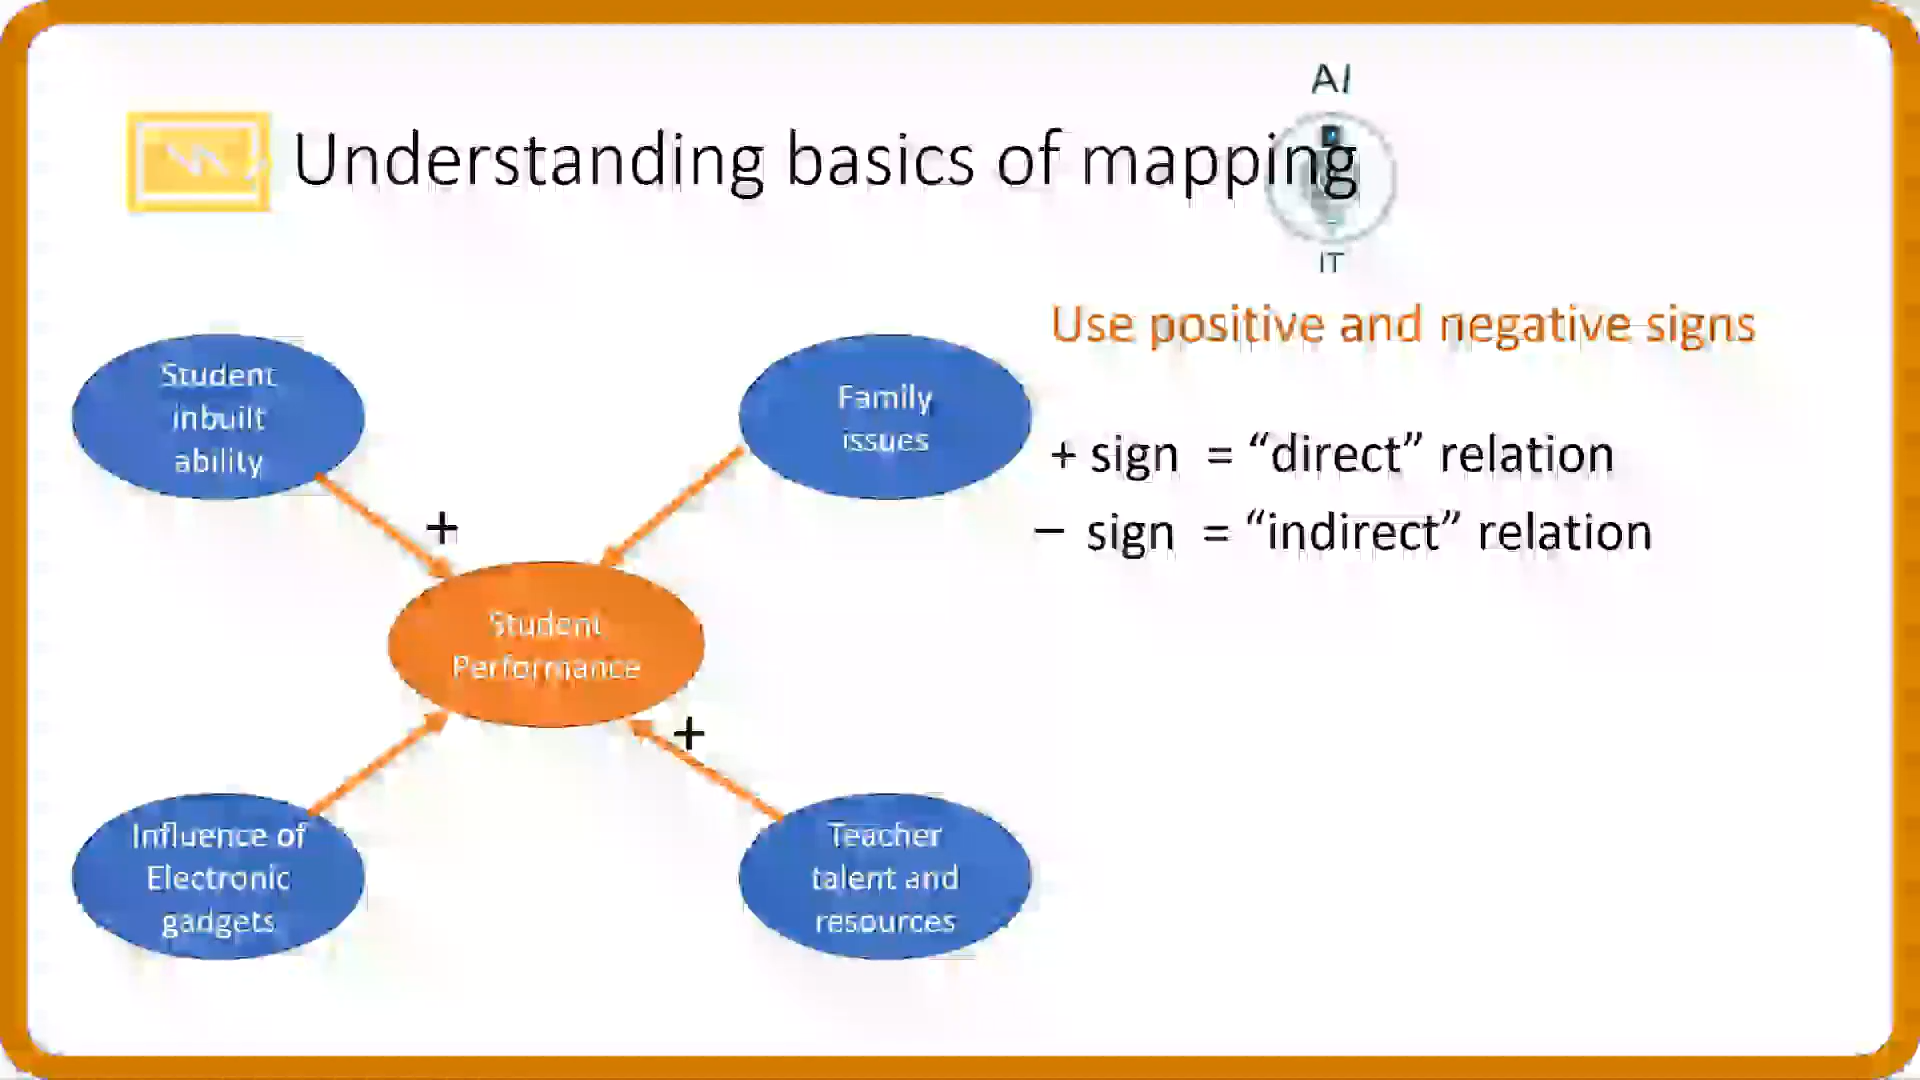 AI
Understanding basics of mapping
IT
Use positive and negative signs
Student
inbuilt
ability
Family
issues
+ sign = “direct” relation
– sign = “indirect” relation
+
Student
Performance
+
Influence of
Electronic
gadgets
Teacher
talent and
resources